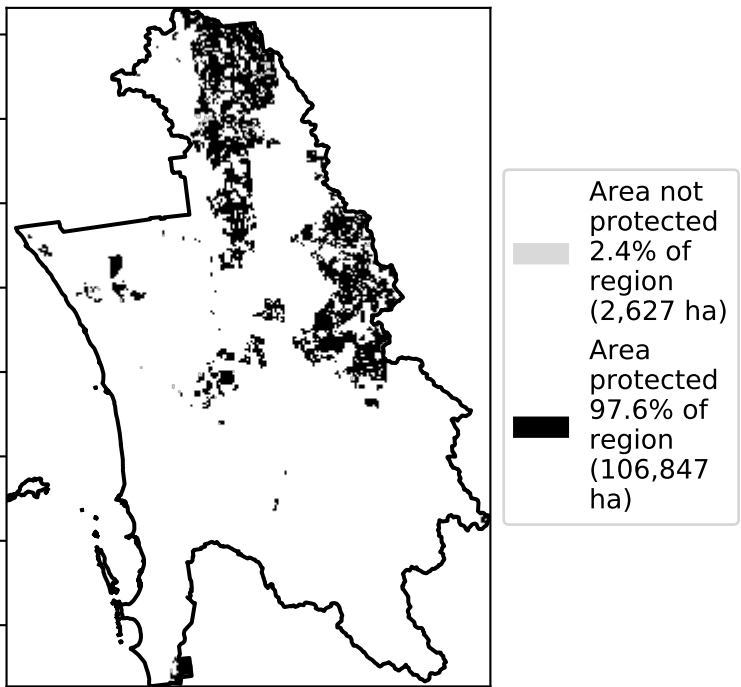 Area not
protected
2.4% of
region
(2,627 ha)
Area
protected
97.6% of
region
(106,847
ha)